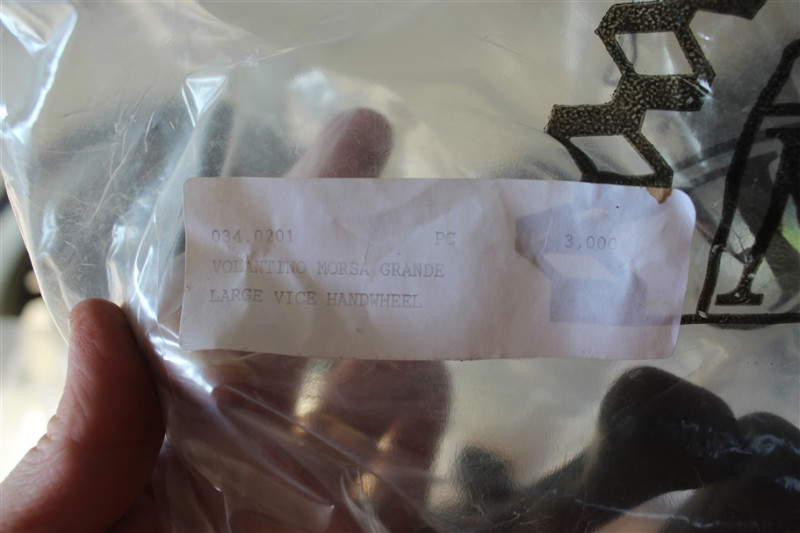 034.0201 PC 3,000
VOLANTINO MORSA GRANDE
LARGE VICE HANDWHEEL